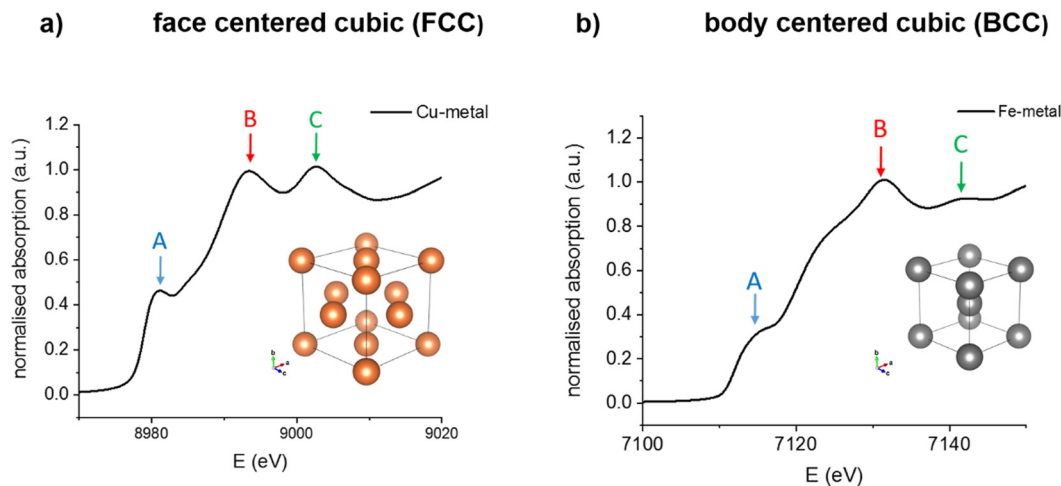 a) face centered cubic (FCC)
Cu-metal
normalised absorption (a.u.)
1.2
1.0
0.8
0.6
0.4
0.2
0.0
A
B
C
b
a
c
8980
9000
9020
E (eV)
b) body centered cubic (BCC)
Fe-metal
normalised absorption (a.u.)
1.2
1.0
0.8
0.6
0.4
0.2
0.0
A
B
C
b
a
c
7100
7120
7140
E (eV)